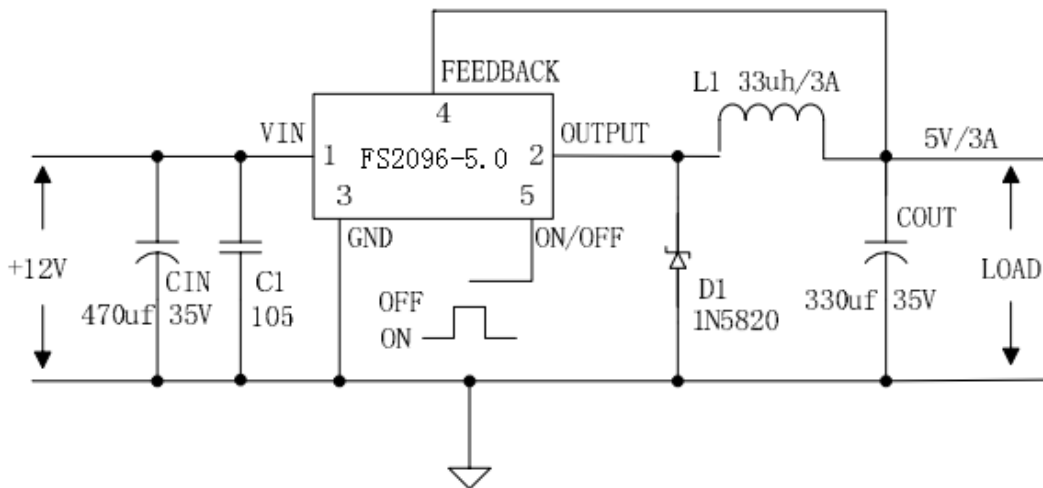 FEEDBACK
L1 33uh/3A
4
VIN
OUTPUT
5V/3A
1 FS2096-5.0 2
3
5
GND
ON/OFF
COUT
+12V
CIN
C1
OFF
D1
LOAD
470uf 35V
105
ON
1N5820
330uf 35V